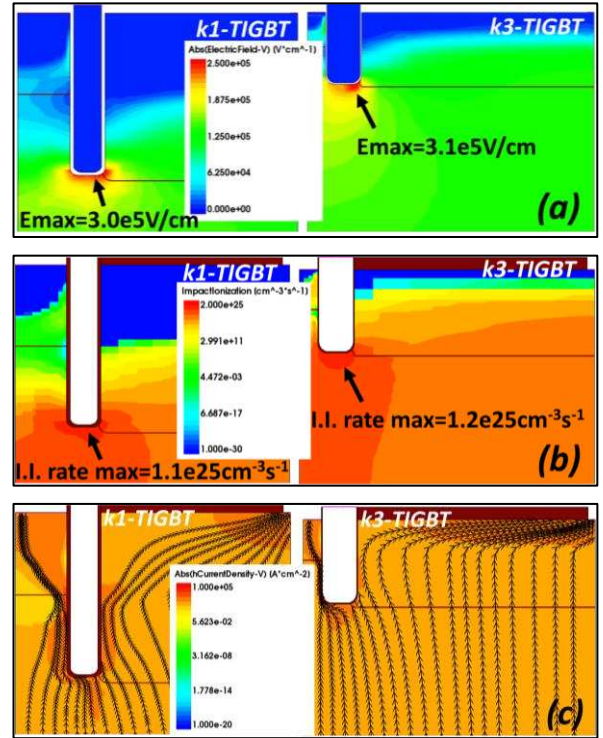 k1-TIGBT
k3-TIGBT
Abs(ElectricField-V) (V*cm^-1)
2.500e+05
1.875e+05
1.250e+05
6.250e+04
0.000e+00
Emax=3.0e5V/cm
Emax=3.1e5V/cm
(a)
k1-TIGBT
k3-TIGBT
ImpactIonization (cm^-3*s^-1)
2.000e+25
2.991e+11
4.472e-03
6.687e-17
1.000e-30
I.I. rate max=1.1e25cm⁻³s⁻¹
I.I. rate max=1.2e25cm⁻³s⁻¹
(b)
k1-TIGBT
k3-TIGBT
Abs(hCurrentDensity-V) (A*cm^-2)
1.000e+05
5.623e-02
3.162e-08
1.778e-14
1.000e-20
(c)